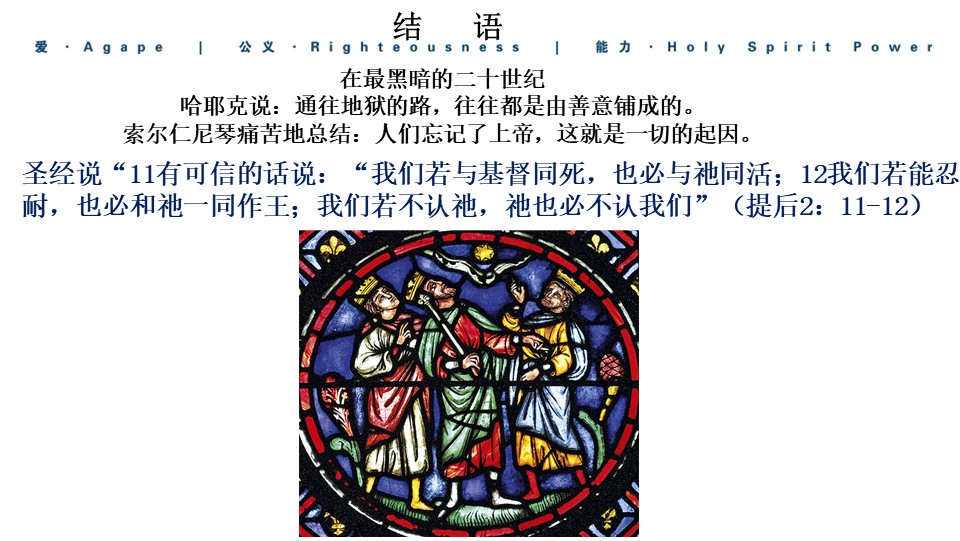 结 语
爱 · Agape | 公义 · Righteousness | 能力 · Holy Spirit Power
在最黑暗的二十世纪
哈耶克说：通往地狱的路，往往都是由善意铺成的。
索尔仁尼琴痛苦地总结：人们忘记了上帝，这就是一切的起因。
圣经说“11有可信的话说：“我们若与基督同死，也必与祂同活；12我们若能忍
耐，也必和祂一同作王；我们若不认祂，祂也必不认我们”（提后2：11-12）